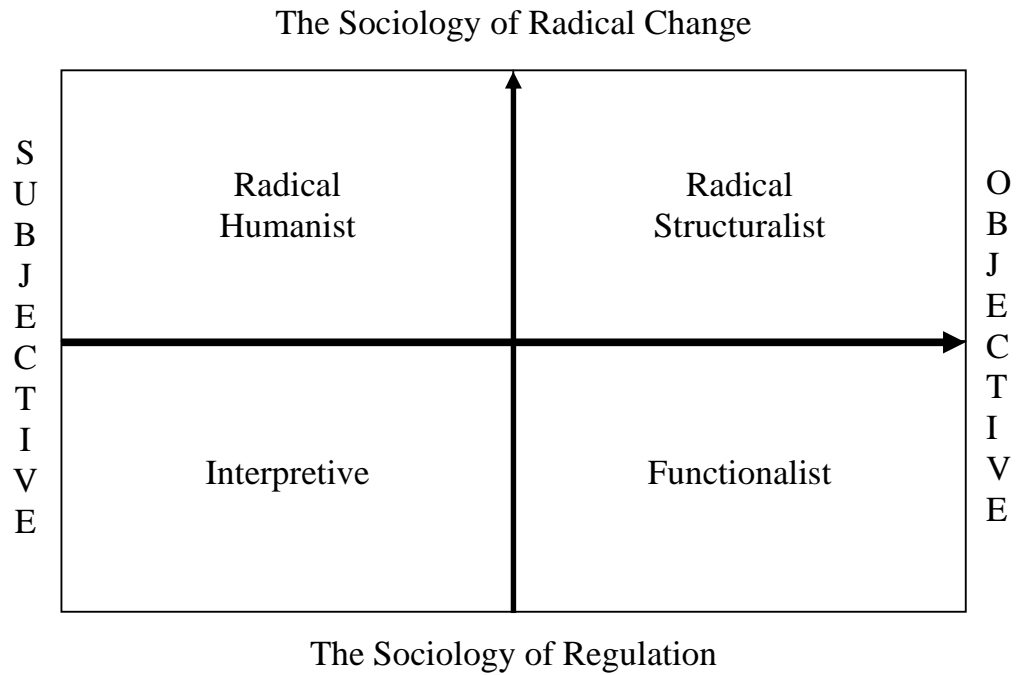 The Sociology of Radical Change
SUBJECTIVE
Radical
Humanist
Radical
Structuralist
OBJECTIVE
Interpretive
Functionalist
The Sociology of Regulation